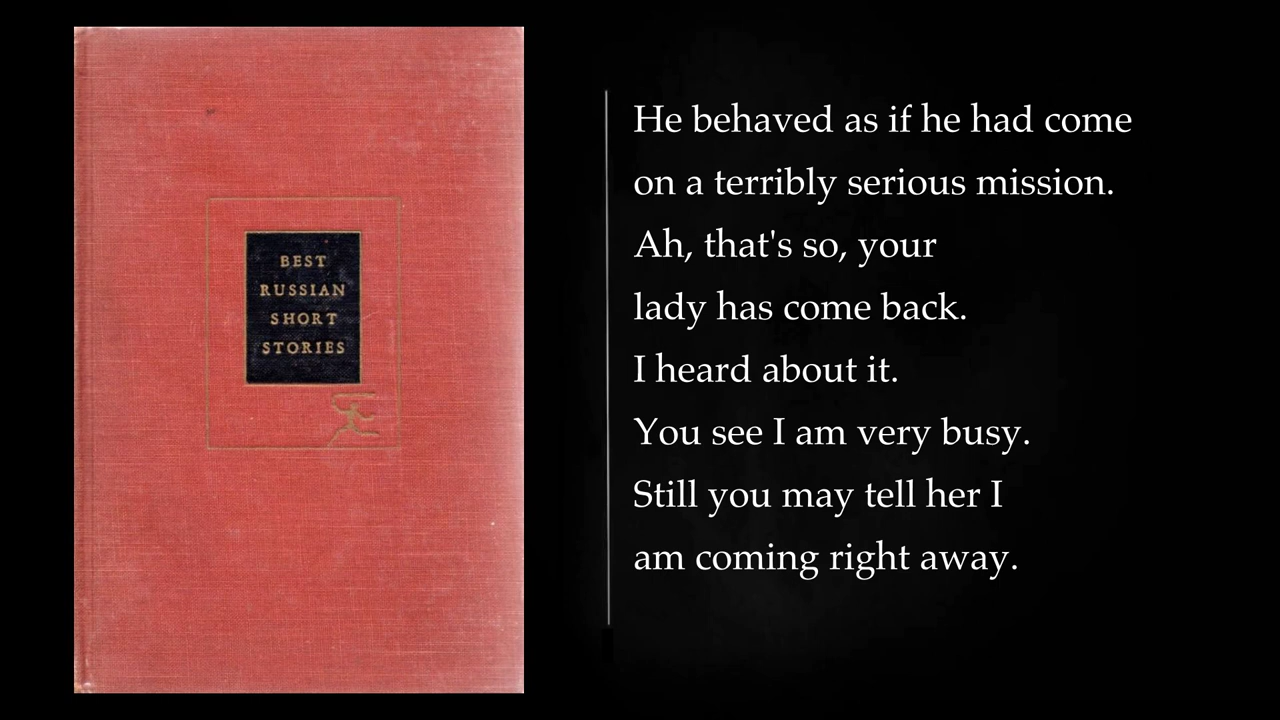 BEST
RUSSIAN
SHORT
STORIES
He behaved as if he had come
on a terribly serious mission.
Ah, that's so, your
lady has come back.
I heard about it.
You see I am very busy.
Still you may tell her I
am coming right away.